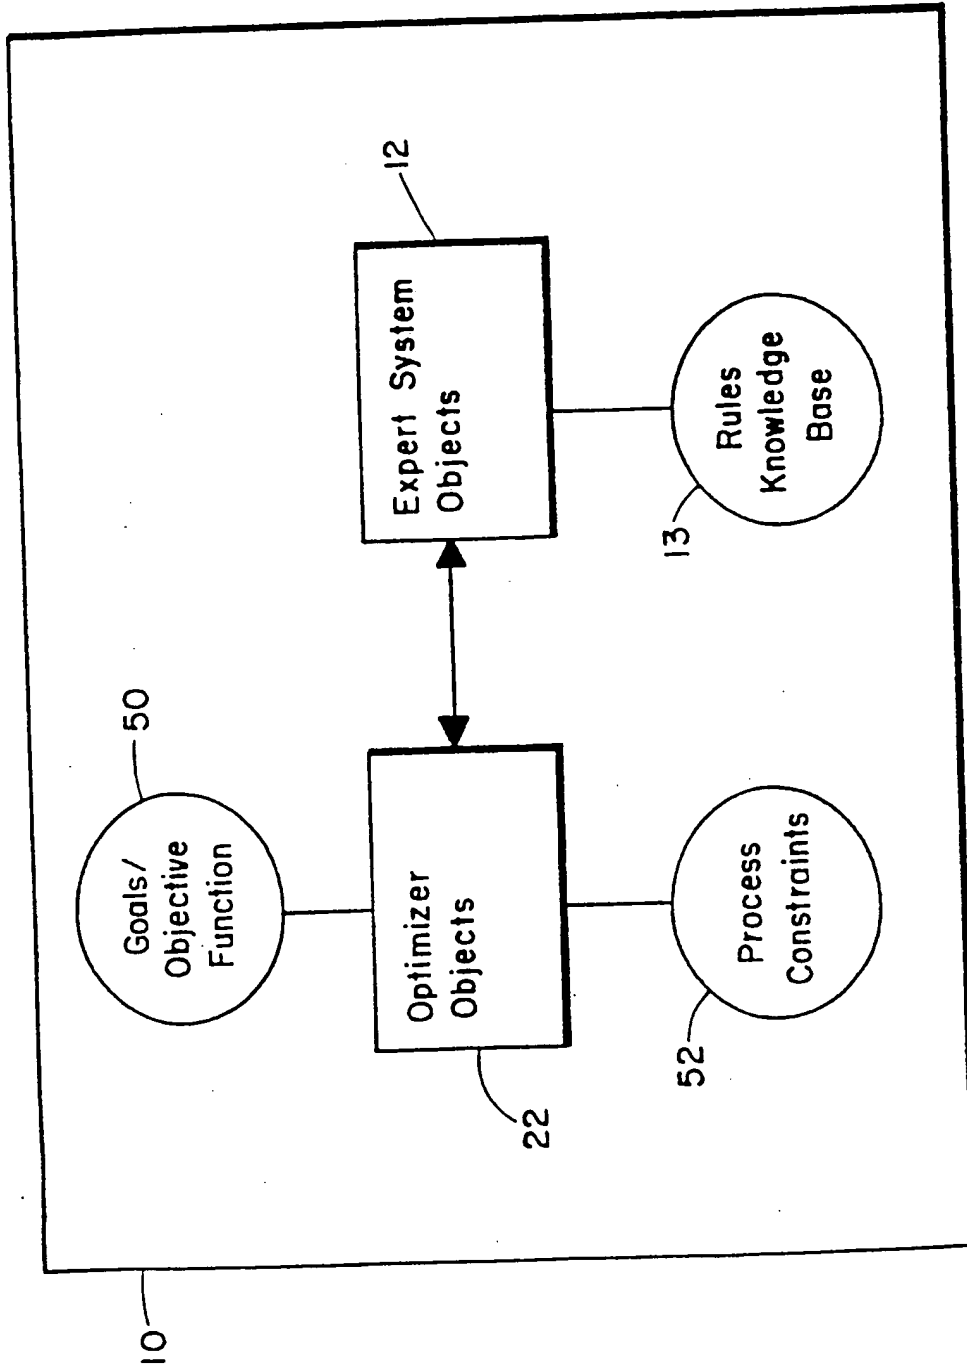 10
50
Goals/
Objective
Function
22
Optimizer
Objects
52
Process
Constraints
12
Expert System
Objects
13
Rules
Knowledge
Base